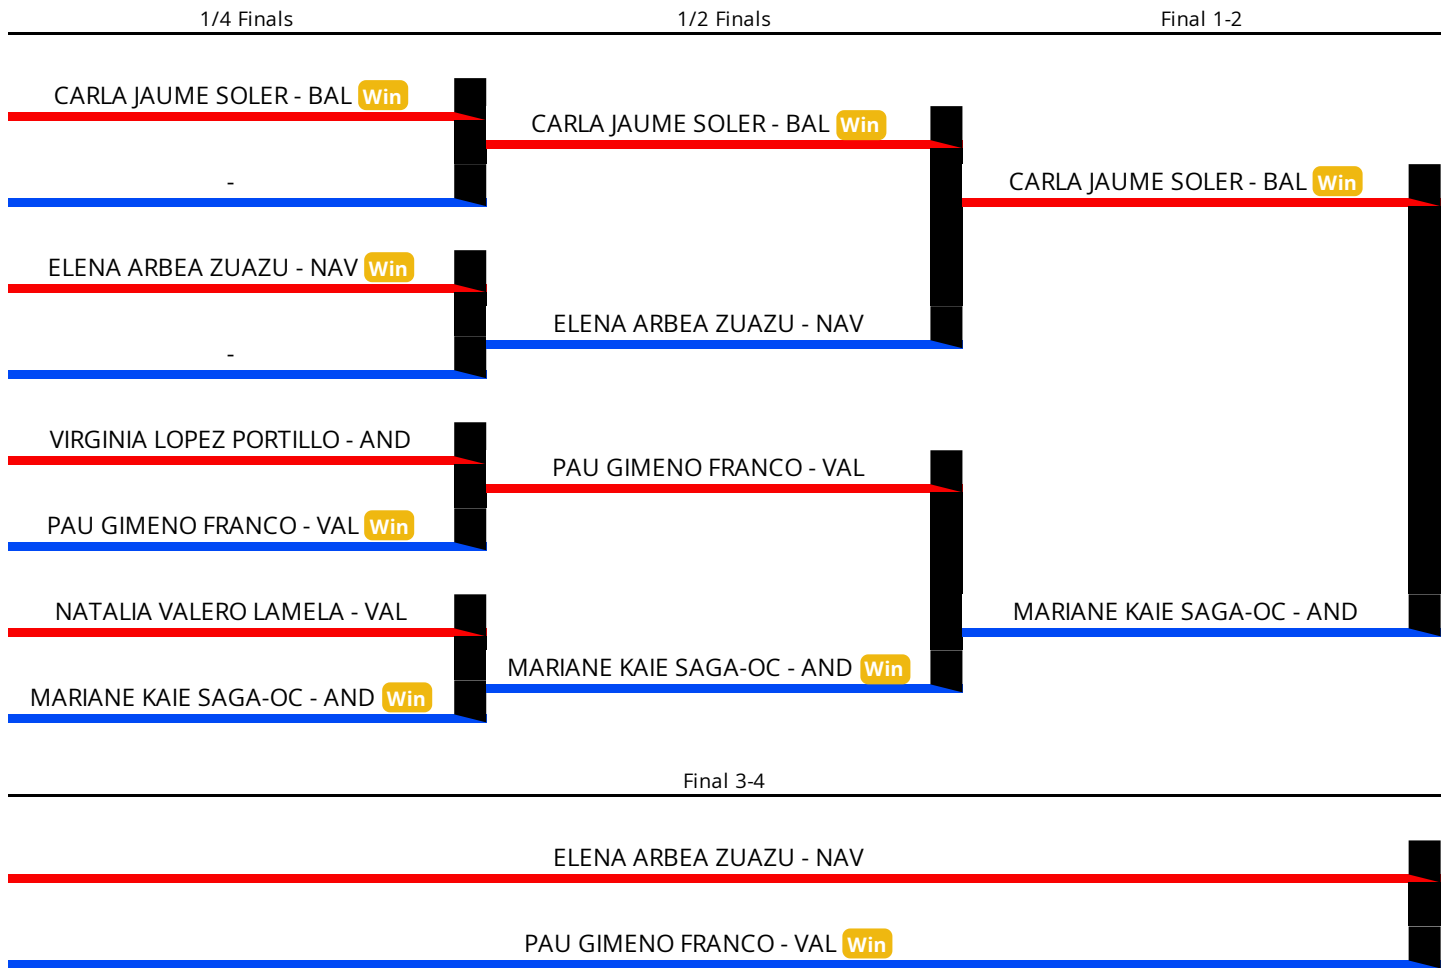 1/4 Finals
1/2 Finals
Final 1-2
CARLA JAUME SOLER - BAL Win
-
ELENA ARBEA ZUAZU - NAV Win
-
VIRGINIA LOPEZ PORTILLO - AND
PAU GIMENO FRANCO - VAL Win
NATALIA VALERO LAMELA - VAL
MARIANE KAIE SAGA-OC - AND Win
CARLA JAUME SOLER - BAL Win
ELENA ARBEA ZUAZU - NAV
PAU GIMENO FRANCO - VAL
MARIANE KAIE SAGA-OC - AND Win
CARLA JAUME SOLER - BAL Win
MARIANE KAIE SAGA-OC - AND
Final 3-4
ELENA ARBEA ZUAZU - NAV
PAU GIMENO FRANCO - VAL Win